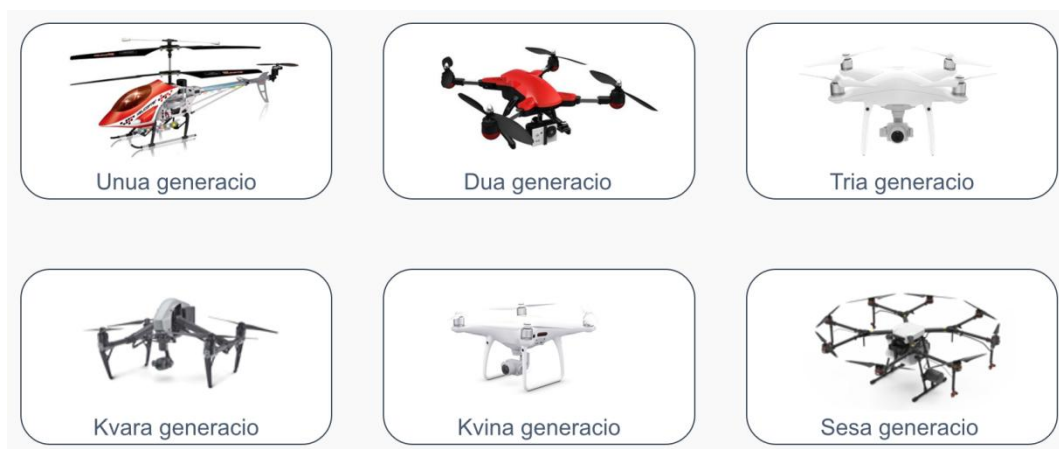 Unua generacio
Dua generacio
Tria generacio
Kvara generacio
Kvina generacio
Sesa generacio